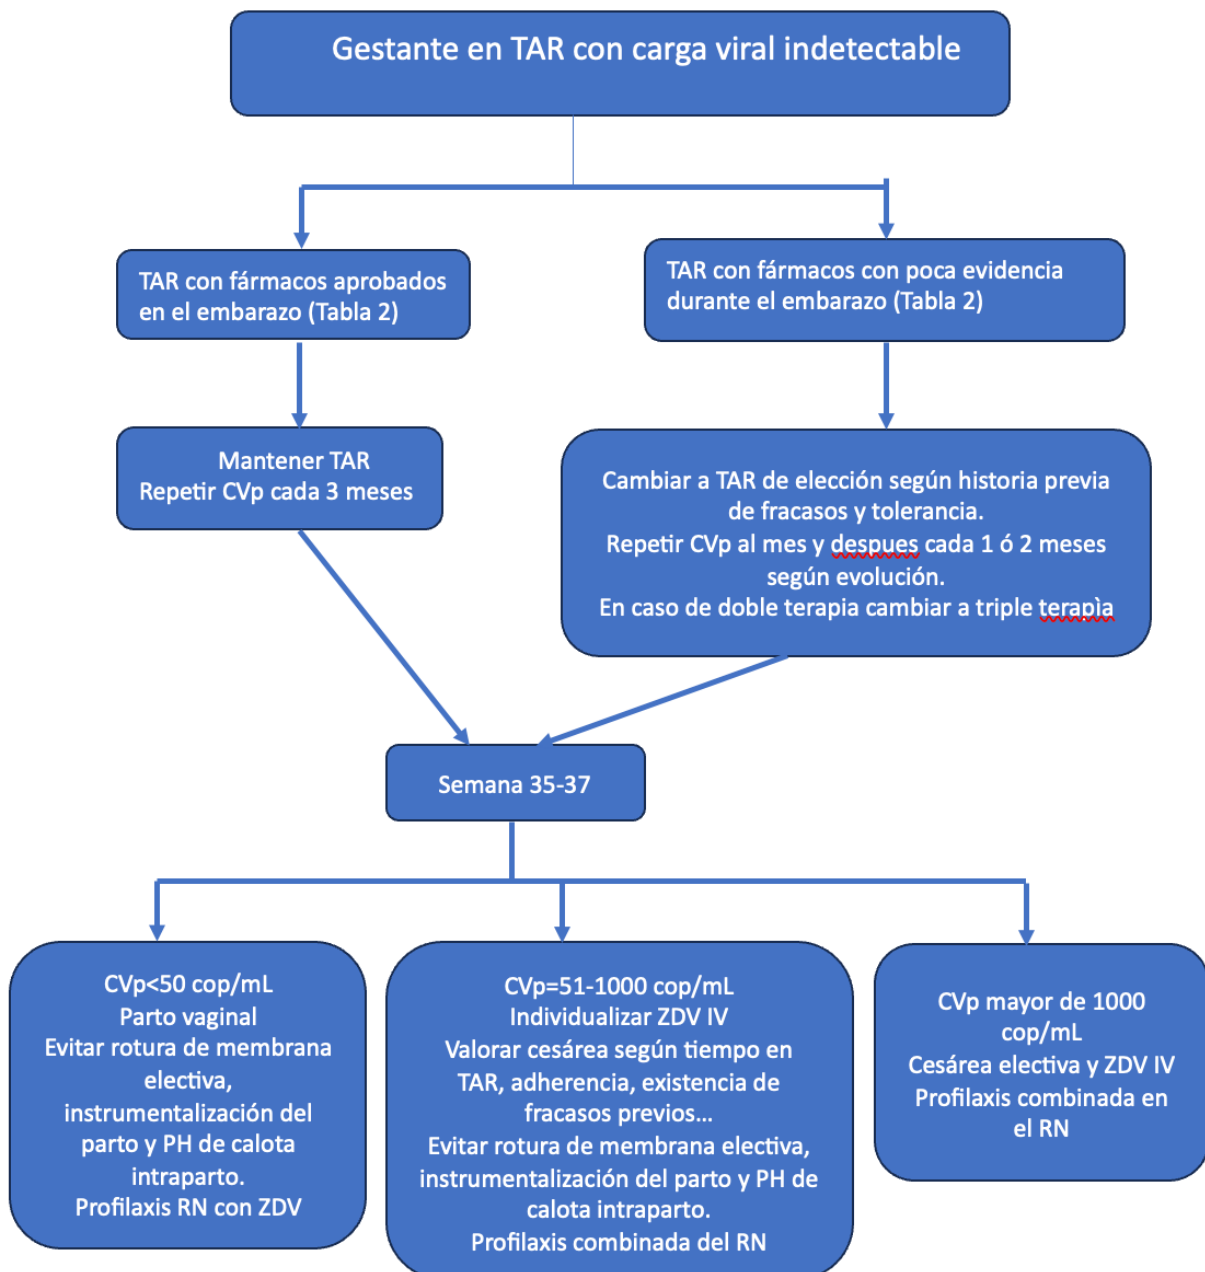 Gestante en TAR con carga viral indetectable
TAR con fármacos aprobados
en el embarazo (Tabla 2)
TAR con fármacos con poca evidencia
durante el embarazo (Tabla 2)
Mantener TAR
Repetir CVp cada 3 meses
Cambiar a TAR de elección según historia previa
de fracasos y tolerancia.
Repetir CVp al mes y despues cada 1 ó 2 meses
según evolución.
En caso de doble terapia cambiar a triple terapìa
Semana 35-37
CVp<50 cop/mL
Parto vaginal
Evitar rotura de membrana
electiva,
instrumentalización del
parto y PH de calota
intraparto.
Profilaxis RN con ZDV
CVp=51-1000 cop/mL
Individualizar ZDV IV
Valorar cesárea según tiempo en
TAR, adherencia, existencia de
fracasos previos...
Evitar rotura de membrana electiva,
instrumentalización del parto y PH de
calota intraparto.
Profilaxis combinada del RN
CVp mayor de 1000
cop/mL
Cesárea electiva y ZDV IV
Profilaxis combinada en
el RN